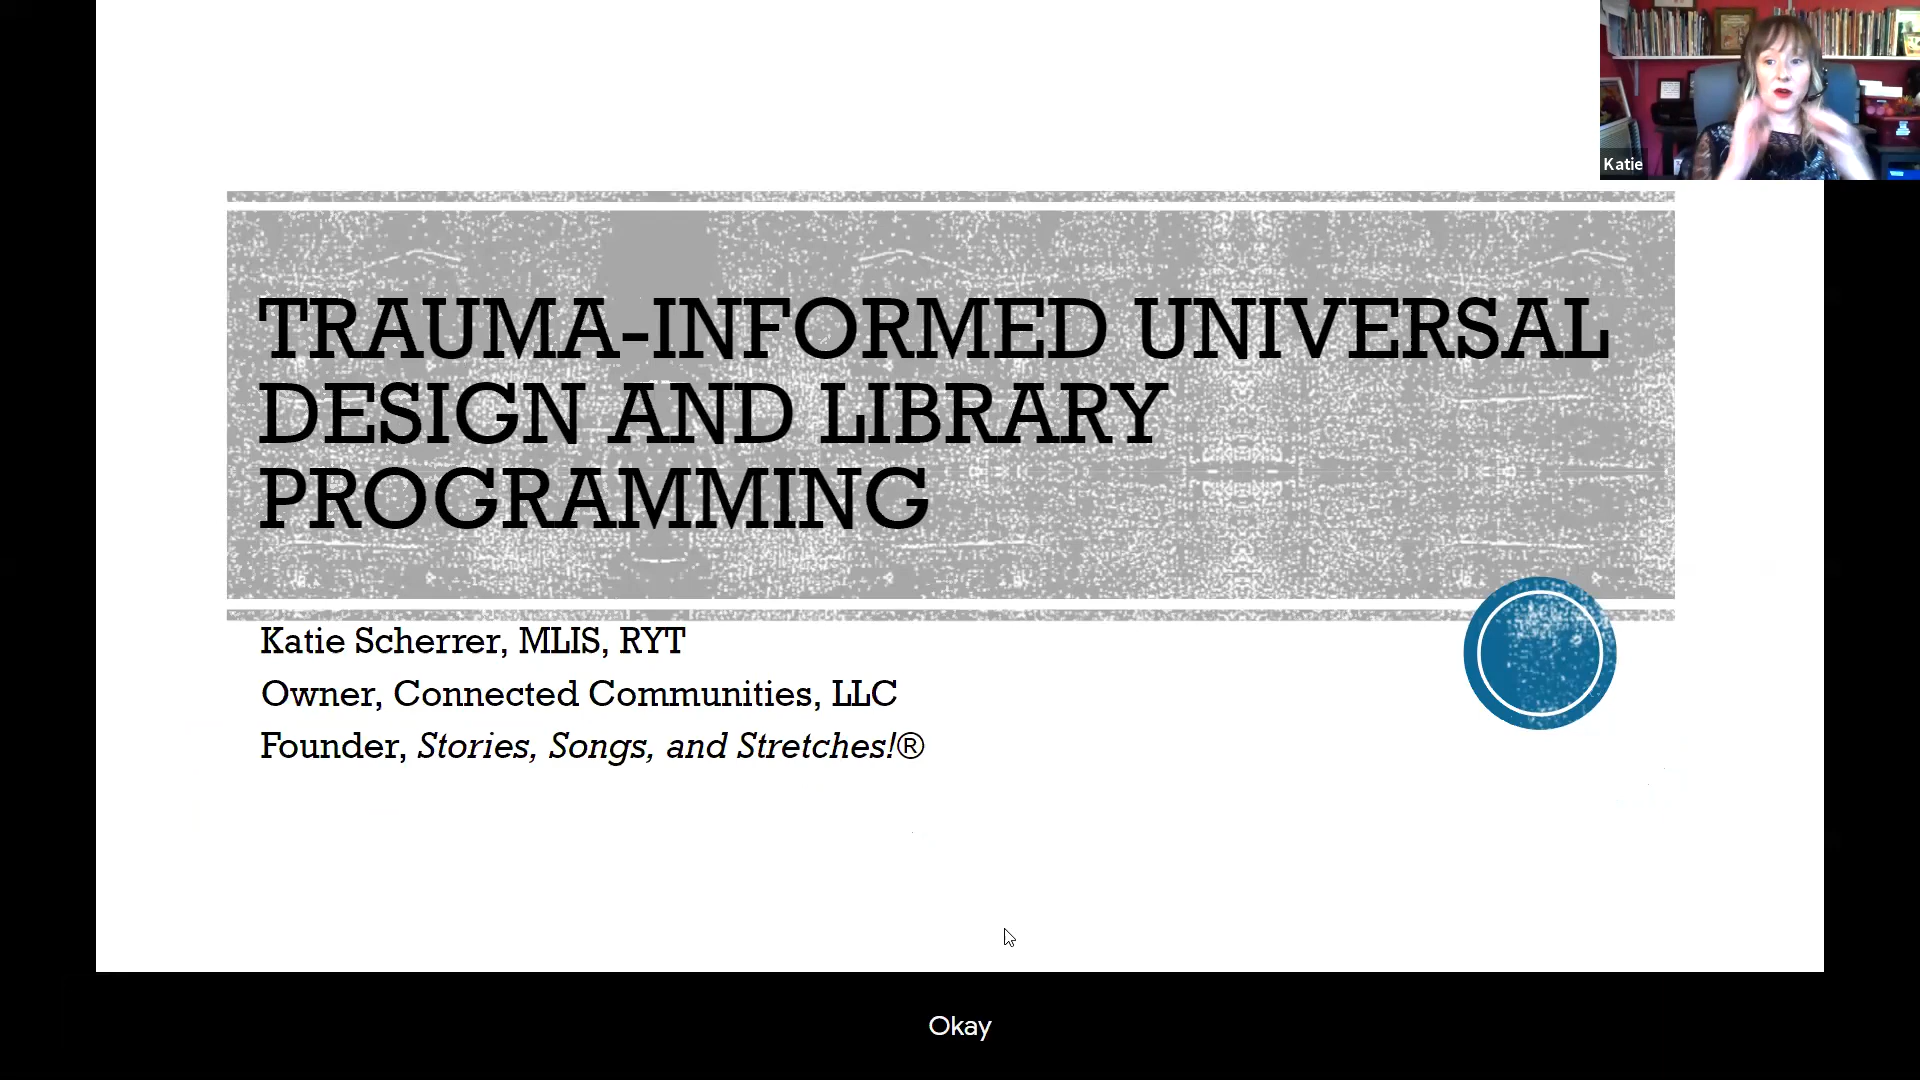 Katie
TRAUMA-INFORMED UNIVERSAL
DESIGN AND LIBRARY
PROGRAMMING
Katie Scherrer, MLIS, RYT
Owner, Connected Communities, LLC
Founder, Stories, Songs, and Stretches!®
Okay